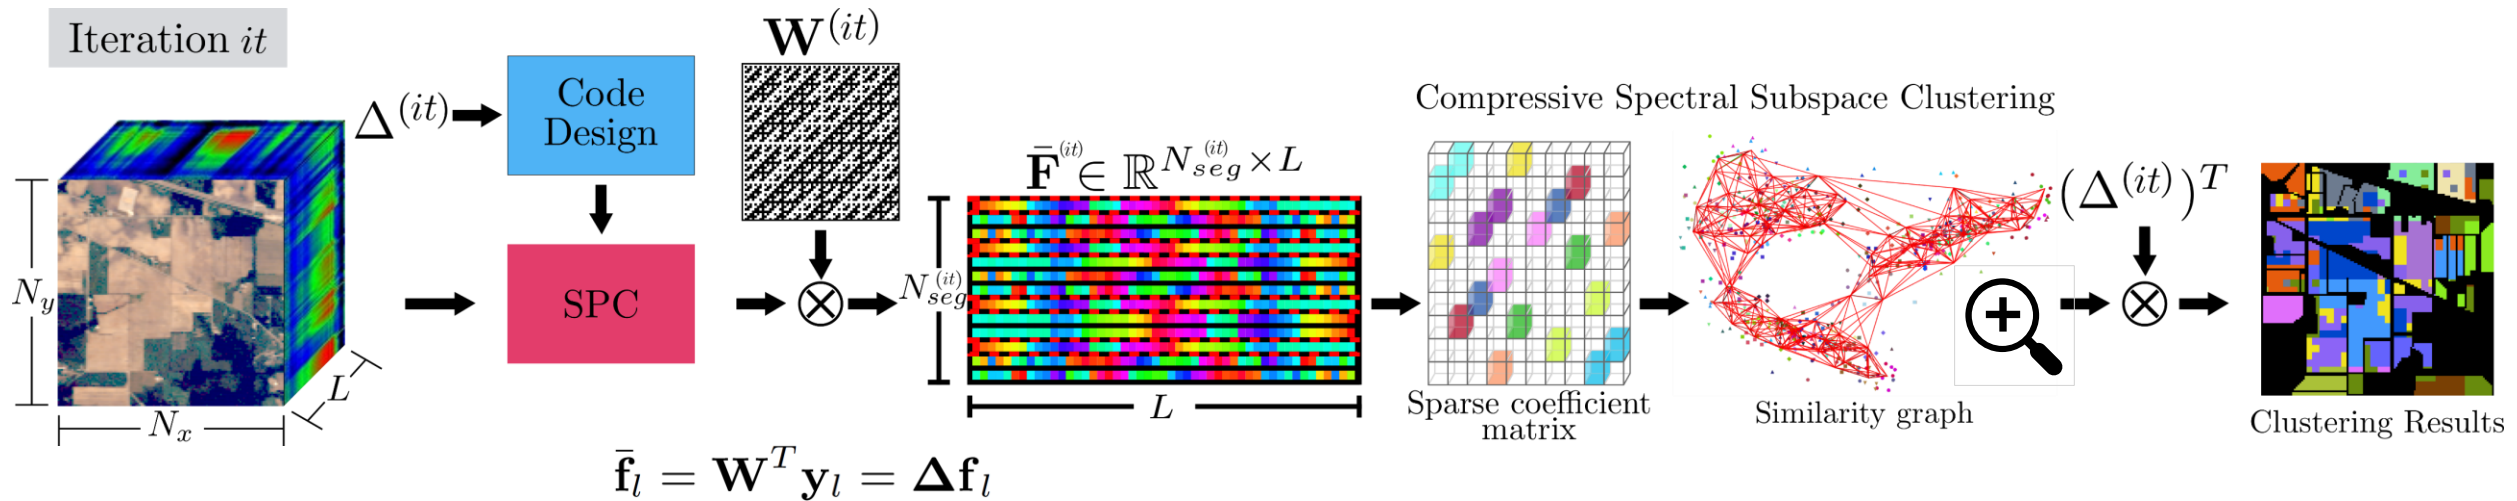 Iteration it
Δ^(it)
Code
Design
SPC
W^(it)
N_y
N_x
L
N_seg^(it)
F̄^(it) ∈ ℝ^(N_seg^(it) × L)
L
f̄_l = W^T y_l = Δf_l
Compressive Spectral Subspace Clustering
Sparse coefficient
matrix
Similarity graph
(Δ^(it))^T
Clustering Results